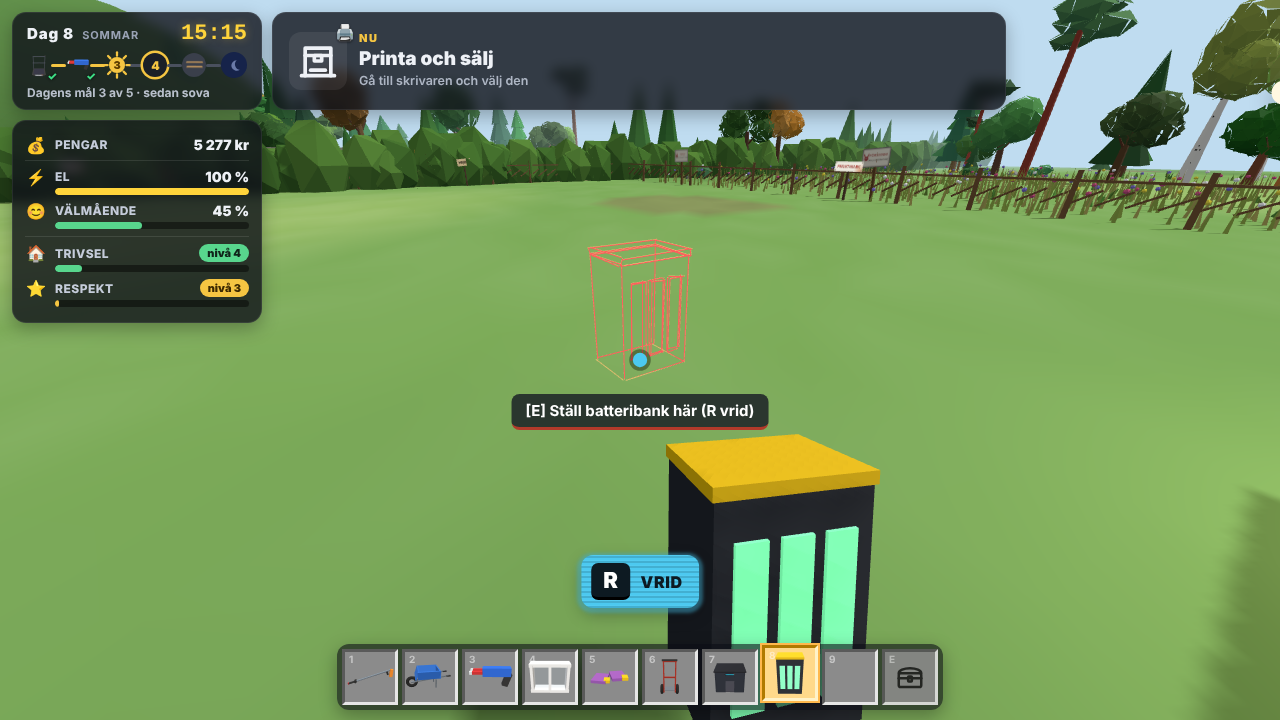 Dag 8 SOMMAR 15:15
3 4
Dagens mål 3 av 5 · sedan sova
NU
Printa och sälj
Gå till skrivaren och välj den
PENGAR 5 277 kr
EL 100 %
VÄLMÅENDE 45 %
TRIVSEL nivå 4
RESPEKT nivå 3
[E] Ställ batteribank här (R vrid)
R VRID
1 2 3 4 5 6 7 9 E